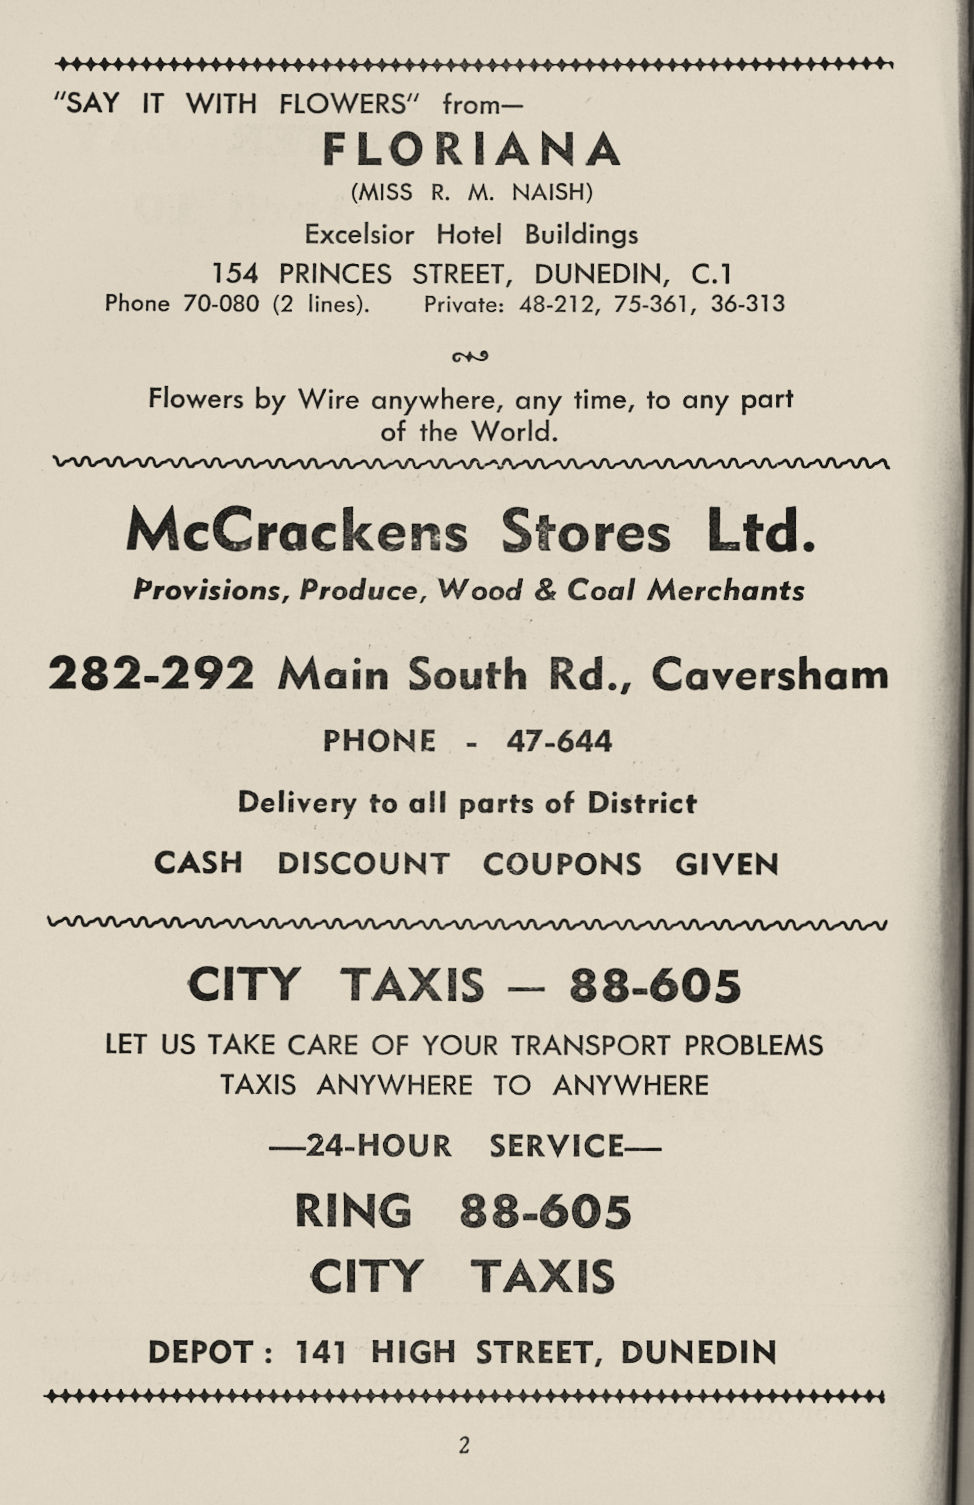 "SAY IT WITH FLOWERS" from—
FLORIANA
(MISS R. M. NAISH)
Excelsior Hotel Buildings
154 PRINCES STREET, DUNEDIN, C.1
Phone 70-080 (2 lines). Private: 48-212, 75-361, 36-313
Flowers by Wire anywhere, any time, to any part
of the World.
McCrackens Stores Ltd.
Provisions, Produce, Wood & Coal Merchants
282-292 Main South Rd., Caversham
PHONE - 47-644
Delivery to all parts of District
CASH DISCOUNT COUPONS GIVEN
CITY TAXIS — 88-605
LET US TAKE CARE OF YOUR TRANSPORT PROBLEMS
TAXIS ANYWHERE TO ANYWHERE
—24-HOUR SERVICE—
RING 88-605
CITY TAXIS
DEPOT : 141 HIGH STREET, DUNEDIN
2